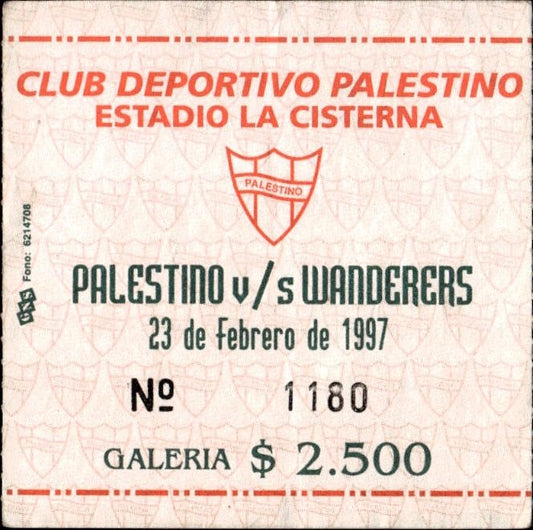 CLUB DEPORTIVO PALESTINO
ESTADIO LA CISTERNA
PALESTINO
Fono: 6214708
PALESTINO v/s WANDERERS
23 de Febrero de 1997
Nº 1180
GALERIA $ 2.500